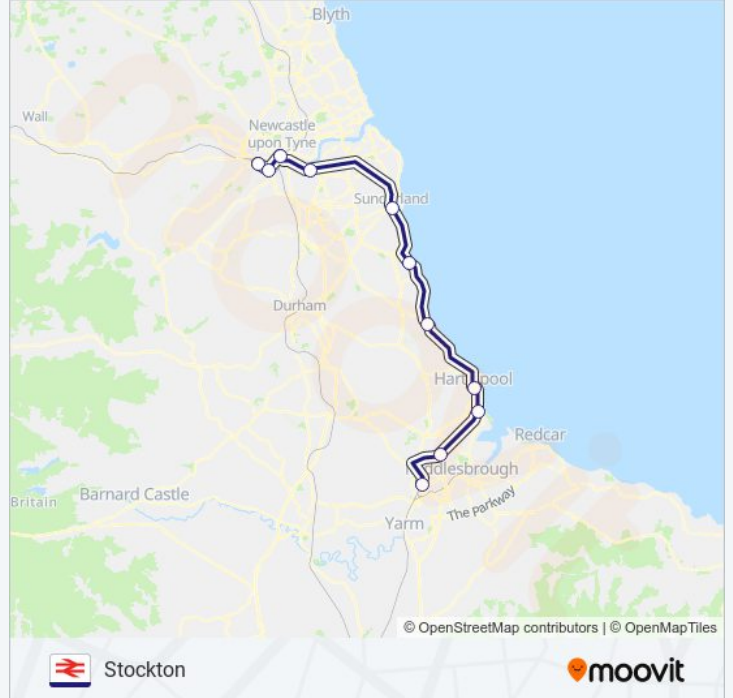 Blyth
Wall
Newcastle
upon Tyne
Sunderland
Durham
Hartlepool
Redcar
Middlesbrough
Britain
Barnard Castle
The Parkway
Yarm
© OpenStreetMap contributors | © OpenMapTiles
Stockton
moovit